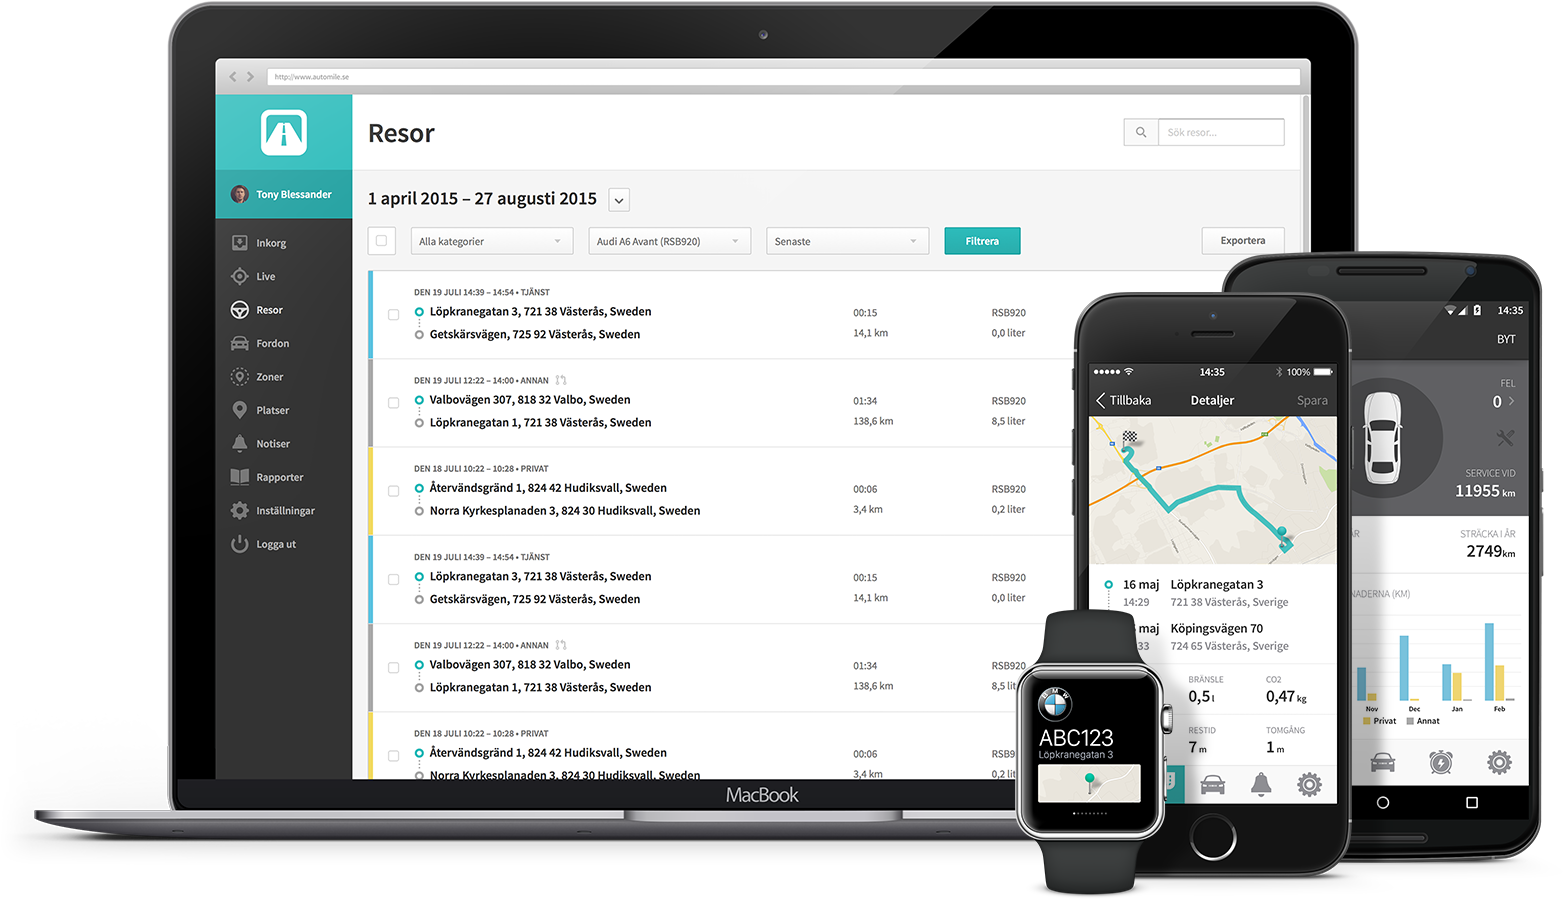 http://www.automile.se
Tony Blessander
Inkorg
Live
Resor
Fordon
Zoner
Platser
Notiser
Rapporter
Inställningar
Logga ut
Resor
Sök resor...
1 april 2015 – 27 augusti 2015
Alla kategorier
Audi A6 Avant (RSB920)
Senaste
Filtrera
Exportera
DEN 19 JULI 14:39 – 14:54 • TJÄNST
Löpkranegatan 3, 721 38 Västerås, Sweden
00:15
RSB920
Getskärsvägen, 725 92 Västerås, Sweden
14,1 km
0,0 liter
DEN 19 JULI 12:22 – 14:00 • ANNAN
Valbovägen 307, 818 32 Valbo, Sweden
01:34
RSB920
Löpkranegatan 1, 721 38 Västerås, Sweden
138,6 km
8,5 liter
DEN 18 JULI 10:22 – 10:28 • PRIVAT
Återvändsgränd 1, 824 42 Hudiksvall, Sweden
00:06
RSB920
Norra Kyrkesplanaden 3, 824 30 Hudiksvall, Sweden
3,4 km
0,2 liter
DEN 19 JULI 14:39 – 14:54 • TJÄNST
Löpkranegatan 3, 721 38 Västerås, Sweden
00:15
RSB920
Getskärsvägen, 725 92 Västerås, Sweden
14,1 km
0,0 liter
DEN 19 JULI 12:22 – 14:00 • ANNAN
Valbovägen 307, 818 32 Valbo, Sweden
01:34
RSB920
Löpkranegatan 1, 721 38 Västerås, Sweden
138,6 km
8,5 lit
DEN 18 JULI 10:22 – 10:28 • PRIVAT
Återvändsgränd 1, 824 42 Hudiksvall, Sweden
00:06
RSB920
Norra Kyrkesplanaden 3, 824 30 Hudiksvall, Sweden
3,4 km
0,2 lit
MacBook
BMW
ABC123
Löpkranegatan 3
14:35
100%
Tillbaka
Detaljer
Spara
16 maj
Löpkranegatan 3
14:29
721 38 Västerås, Sverige
maj
Köpingsvägen 70
33
724 65 Västerås, Sverige
BRÄNSLE
CO2
0,5 l
0,47 kg
RESTID
TOMGÅNG
7 m
1 m
14:35
BYT
FEL
0
SERVICE VID
11955 km
ÅR
STRÄCKA I ÅR
2749 km
NADERNA (KM)
Nov
Dec
Jan
Feb
Privat
Annat